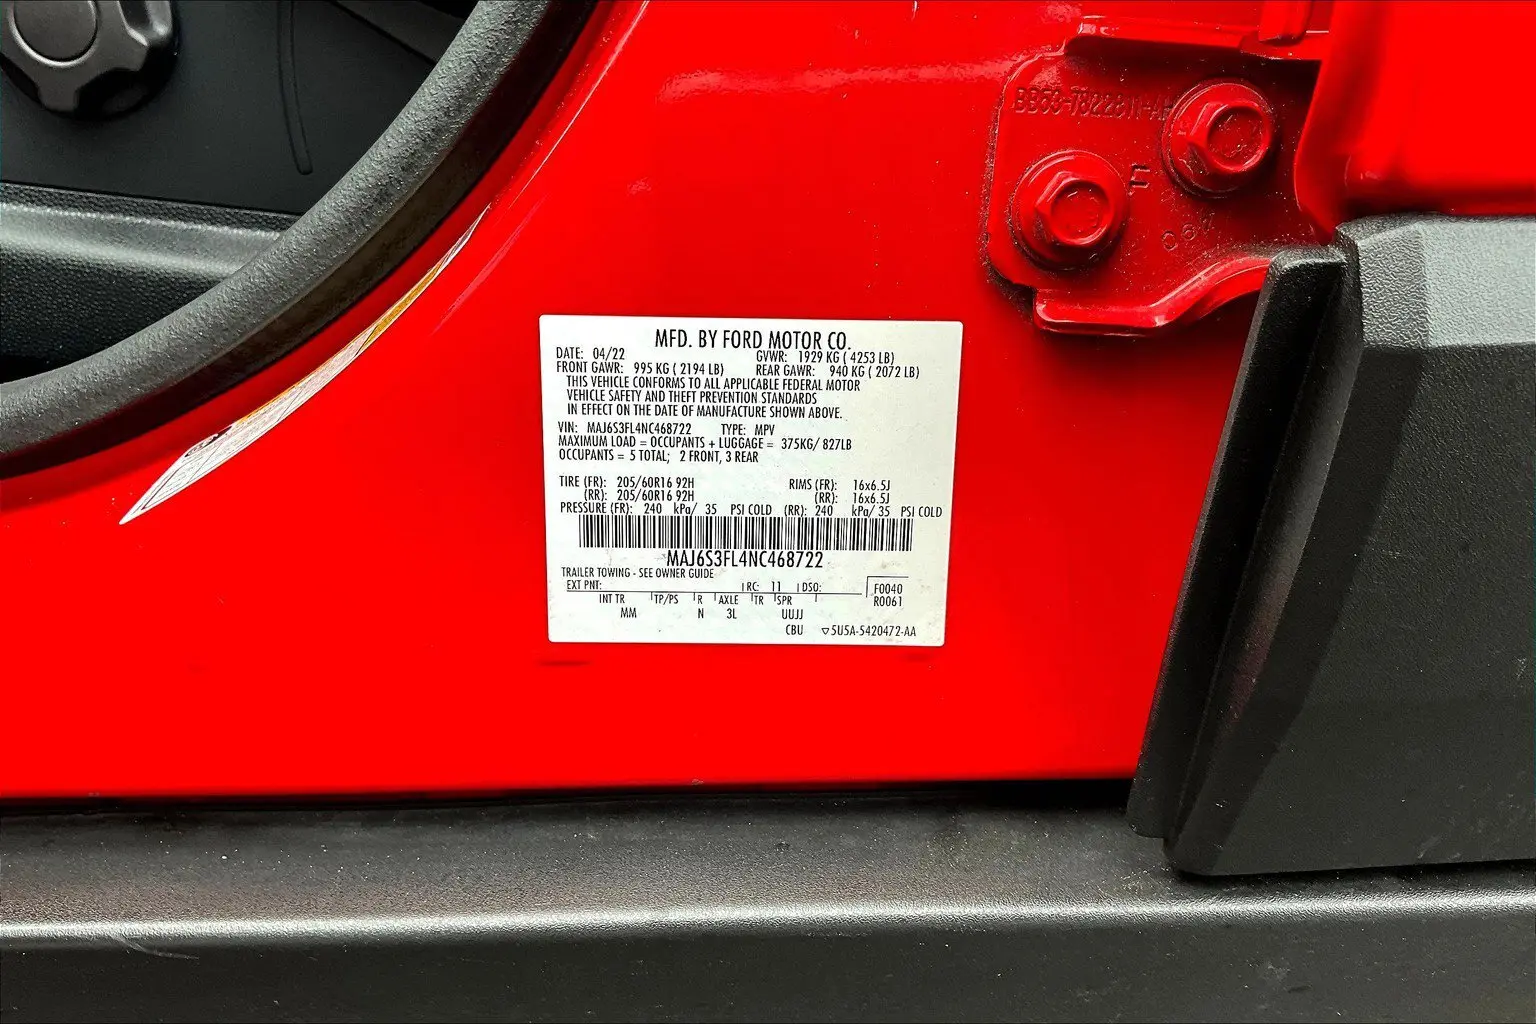 MFD. BY FORD MOTOR CO.
DATE: 04/22 GVWR: 1929 KG ( 4253 LB)
FRONT GAWR: 995 KG ( 2194 LB) REAR GAWR: 940 KG ( 2072 LB)
THIS VEHICLE CONFORMS TO ALL APPLICABLE FEDERAL MOTOR
VEHICLE SAFETY AND THEFT PREVENTION STANDARDS
IN EFFECT ON THE DATE OF MANUFACTURE SHOWN ABOVE.
VIN: MAJ6S3FL4NC468722 TYPE: MPV
MAXIMUM LOAD = OCCUPANTS + LUGGAGE = 375KG/ 827LB
OCCUPANTS = 5 TOTAL; 2 FRONT, 3 REAR
TIRE (FR): 205/60R16 92H RIMS (FR): 16x6.5J
(RR): 205/60R16 92H (RR): 16x6.5J
PRESSURE (FR): 240 kPa/ 35 PSI COLD (RR): 240 kPa/ 35 PSI COLD
MAJ6S3FL4NC468722
TRAILER TOWING - SEE OWNER GUIDE
EXT PNT: RC: 11 DSO: F0040
INT TR TP/PS R AXLE TR SPR R0061
MM N 3L UUJJ
CBU ▽5U5A-5420472-AA